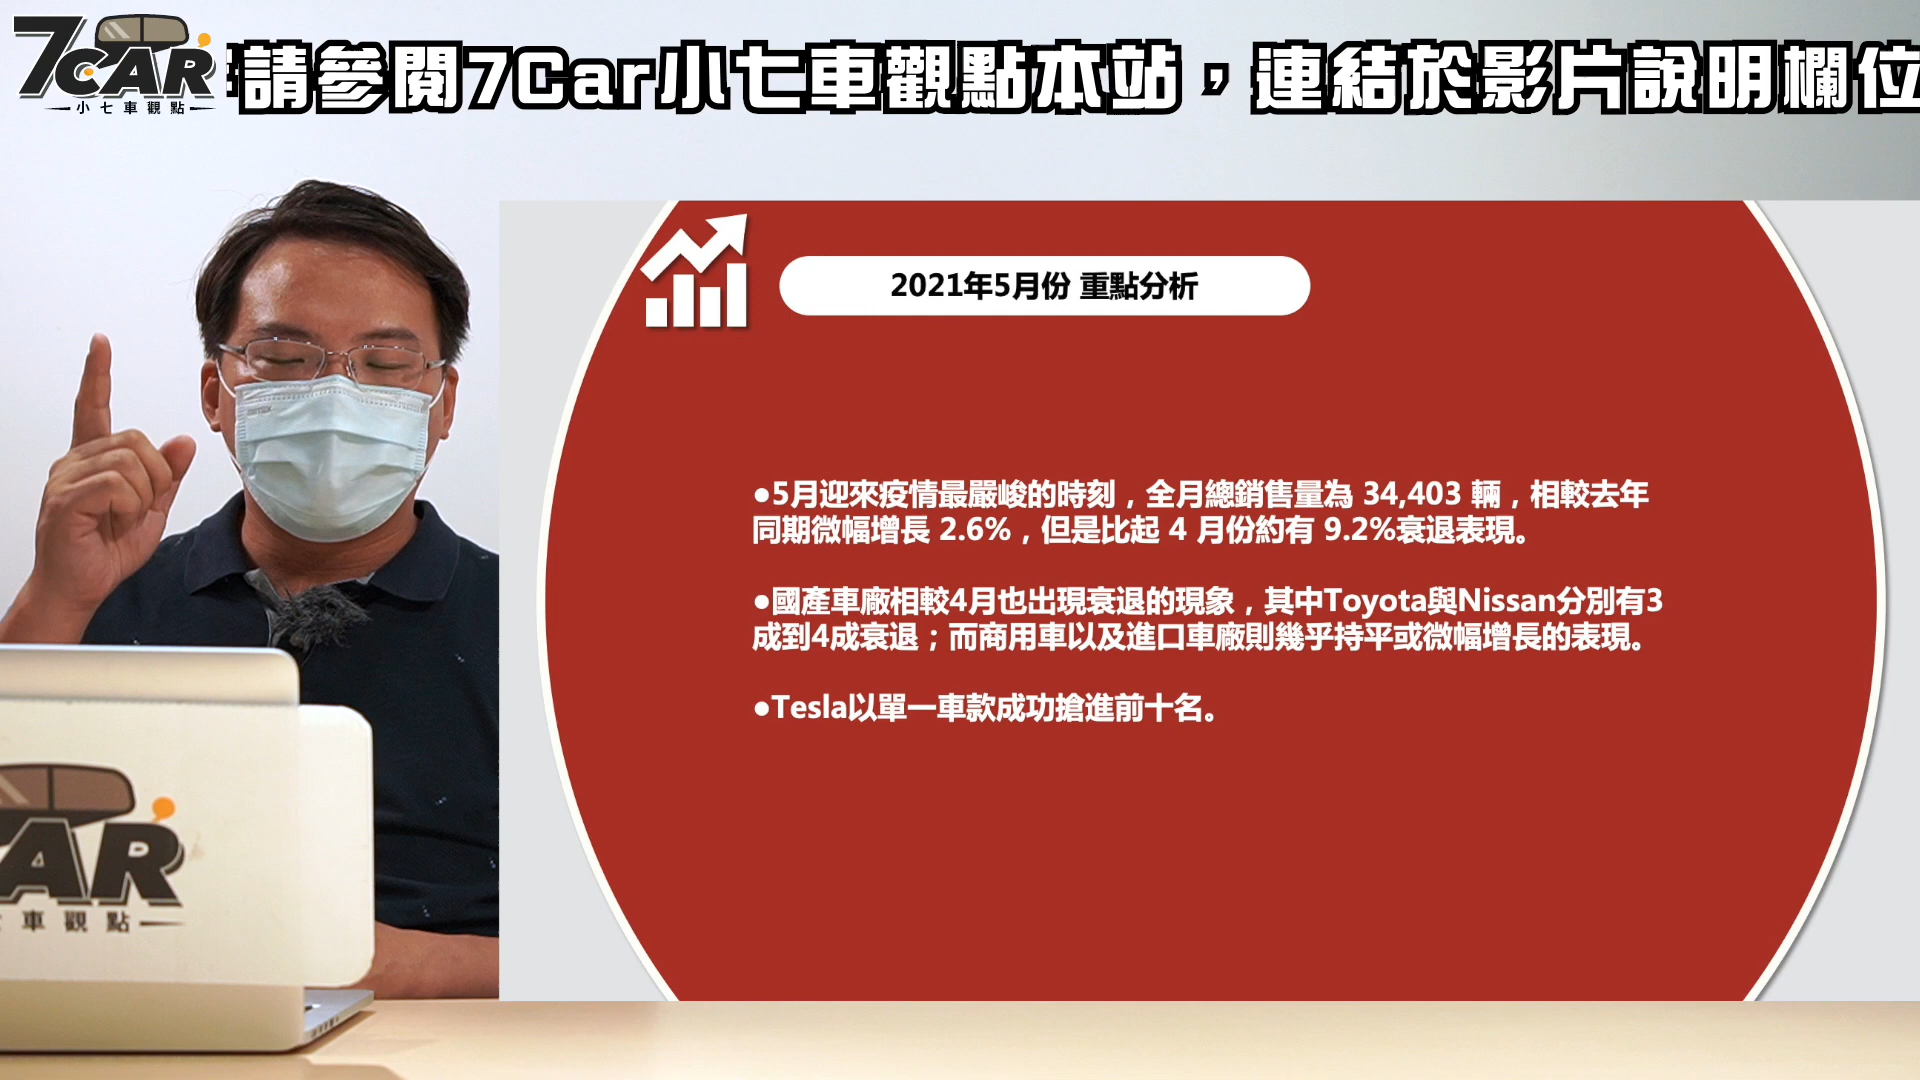 7CAR
小七車觀點
請參閱7Car小七車觀點本站，連結於影片說明欄位
2021年5月份 重點分析
●5月迎來疫情最嚴峻的時刻，全月總銷售量為 34,403 輛，相較去年
同期微幅增長 2.6%，但是比起 4 月份約有 9.2%衰退表現。
●國產車廠相較4月也出現衰退的現象，其中Toyota與Nissan分別有3
成到4成衰退；而商用車以及進口車廠則幾乎持平或微幅增長的表現。
●Tesla以單一車款成功搶進前十名。
CAR
車觀點